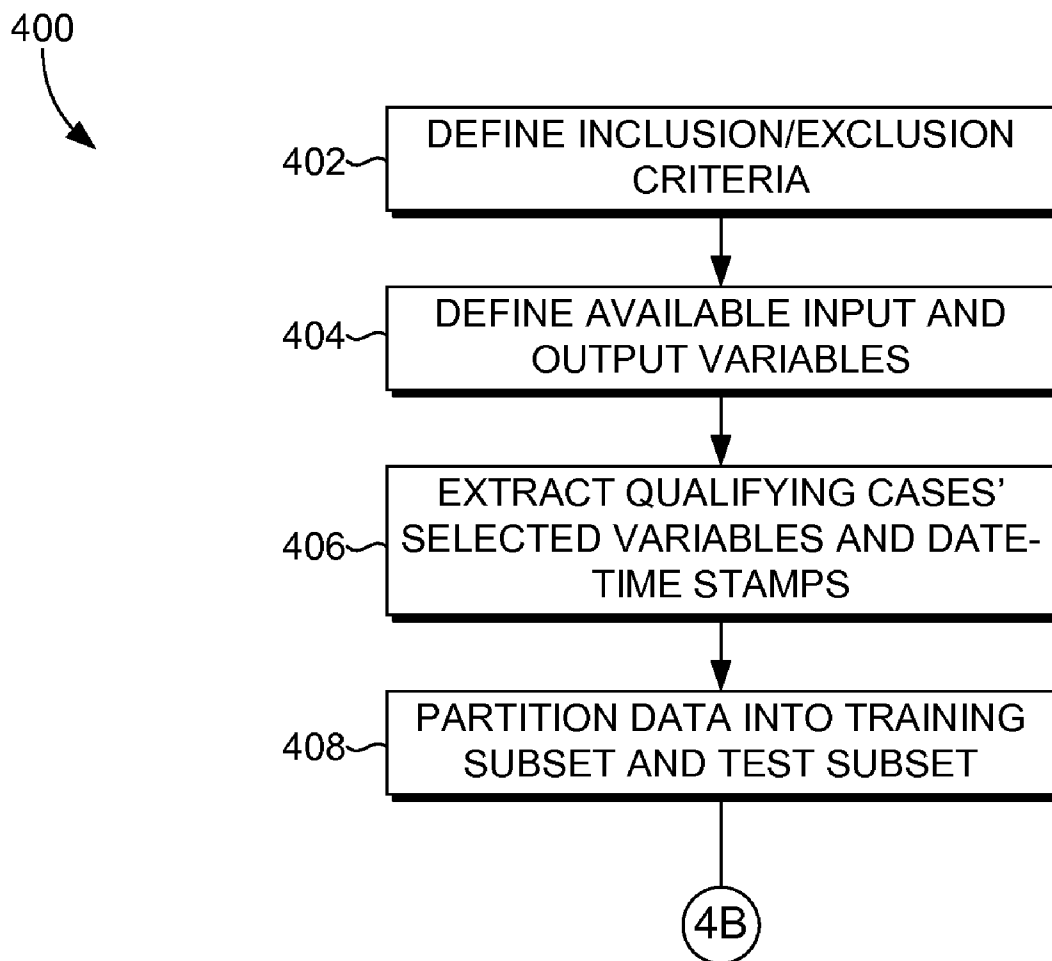 400
402
DEFINE INCLUSION/EXCLUSION
CRITERIA
404
DEFINE AVAILABLE INPUT AND
OUTPUT VARIABLES
406
EXTRACT QUALIFYING CASES’
SELECTED VARIABLES AND DATE-
TIME STAMPS
408
PARTITION DATA INTO TRAINING
SUBSET AND TEST SUBSET
4B